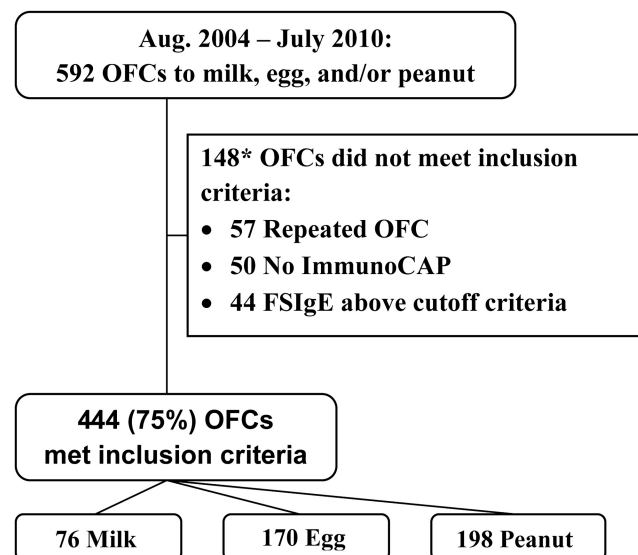 Aug. 2004 – July 2010:
592 OFCs to milk, egg, and/or peanut
148* OFCs did not meet inclusion
criteria:
• 57 Repeated OFC
• 50 No ImmunoCAP
• 44 FSIgE above cutoff criteria
444 (75%) OFCs
met inclusion criteria
76 Milk
170 Egg
198 Peanut